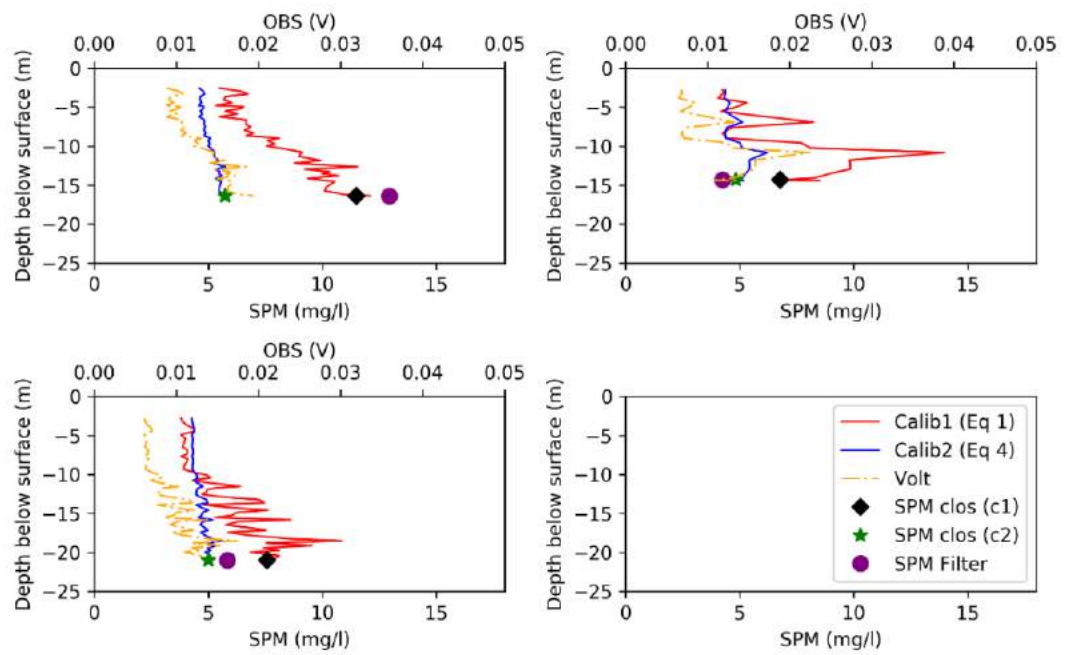 OBS (V)
0.00 0.01 0.02 0.03 0.04 0.05
Depth below surface (m)
0
−5
−10
−15
−20
−25
0 5 10 15
SPM (mg/l)
OBS (V)
0.00 0.01 0.02 0.03 0.04 0.05
Depth below surface (m)
0
−5
−10
−15
−20
−25
0 5 10 15
SPM (mg/l)
OBS (V)
0.00 0.01 0.02 0.03 0.04 0.05
Depth below surface (m)
0
−5
−10
−15
−20
−25
0 5 10 15
SPM (mg/l)
Depth below surface (m)
0
−5
−10
−15
−20
−25
Calib1 (Eq 1)
Calib2 (Eq 4)
Volt
SPM clos (c1)
SPM clos (c2)
SPM Filter
0 5 10 15
SPM (mg/l)